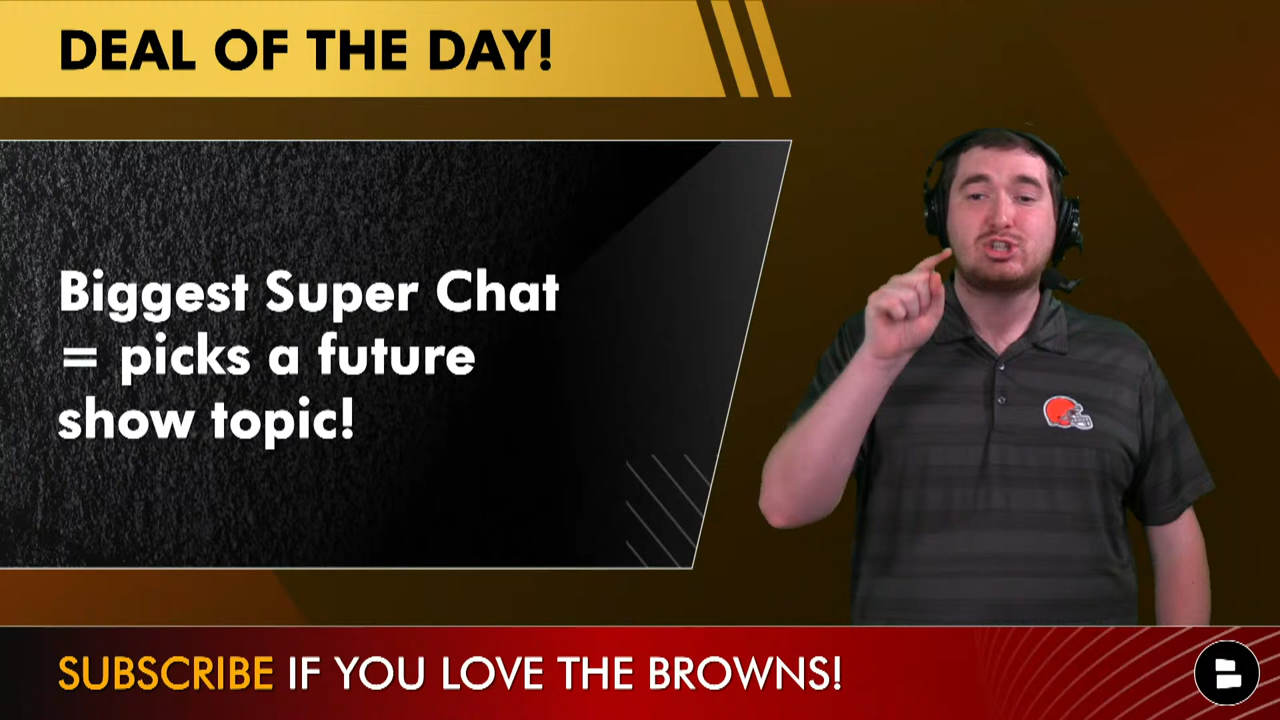 DEAL OF THE DAY!
Biggest Super Chat
= picks a future
show topic!
SUBSCRIBE IF YOU LOVE THE BROWNS!